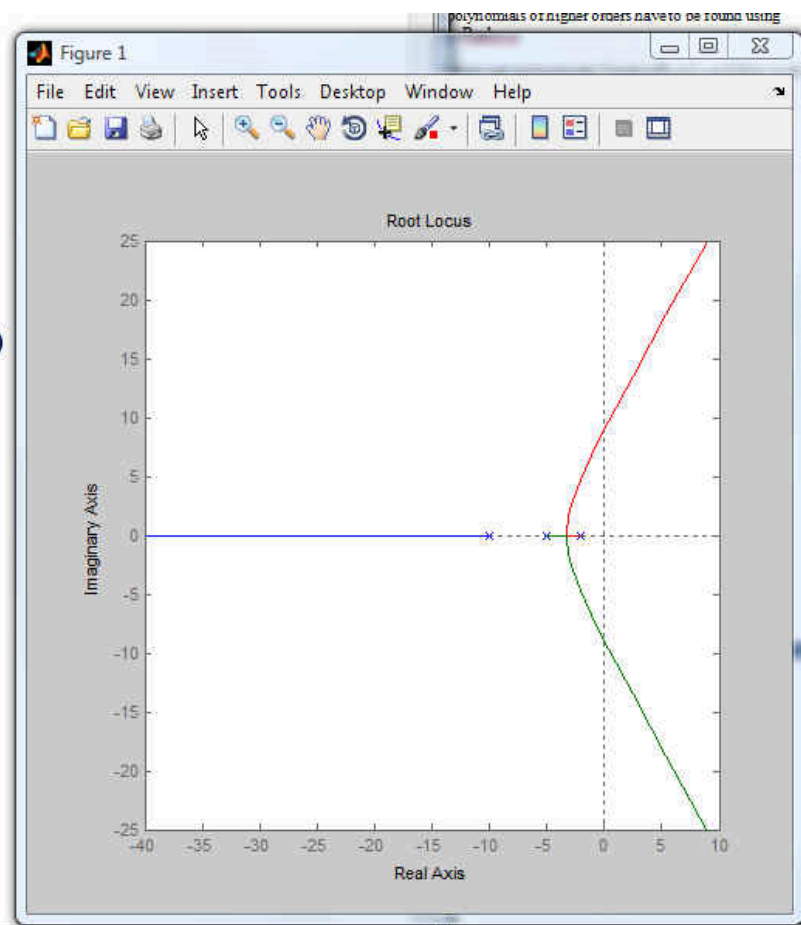 polynomials of higher orders have to be found using
Figure 1
File Edit View Insert Tools Desktop Window Help
Root Locus
25
20
15
10
5
0
-5
-10
-15
-20
-25
Imaginary Axis
-40 -35 -30 -25 -20 -15 -10 -5 0 5 10
Real Axis